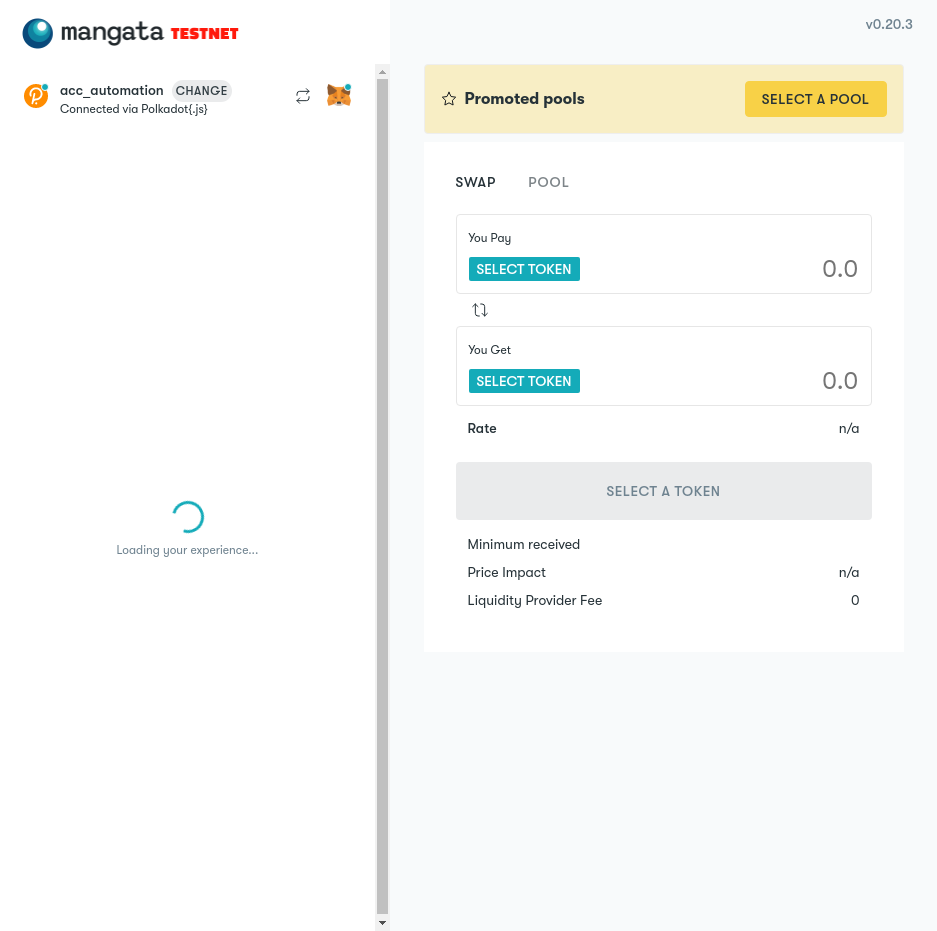 mangata TESTNET
v0.20.3
acc_automation CHANGE
Connected via Polkadot{.js}
Loading your experience...
Promoted pools
SELECT A POOL
SWAP POOL
You Pay
SELECT TOKEN 0.0
You Get
SELECT TOKEN 0.0
Rate n/a
SELECT A TOKEN
Minimum received
Price Impact n/a
Liquidity Provider Fee 0